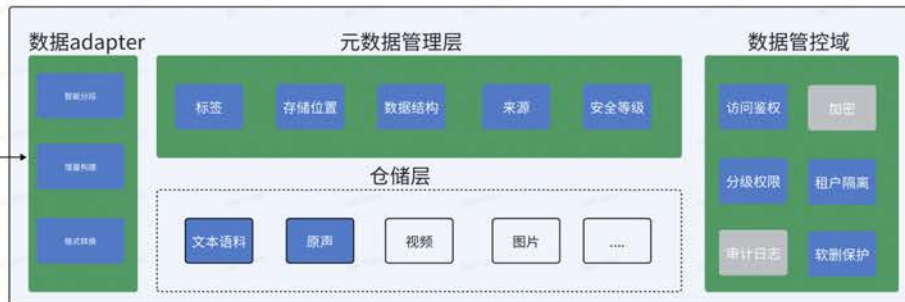 数据adapter
元数据管理层
数据管控域
智能分段
增量构建
格式转换
标签
存储位置
数据结构
来源
安全等级
仓储层
文本语料
原声
视频
图片
....
访问鉴权
加密
分级权限
租户隔离
审计日志
软删保护